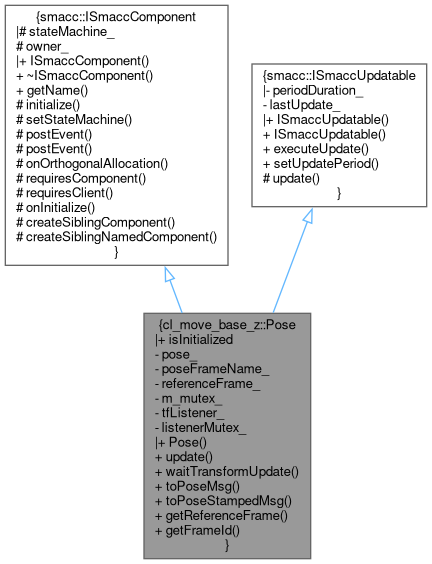 {smacc::ISmaccComponent
|# stateMachine_
# owner_
|+ ISmaccComponent()
+ ~ISmaccComponent()
+ getName()
# initialize()
# setStateMachine()
# postEvent()
# postEvent()
# onOrthogonalAllocation()
# requiresComponent()
# requiresClient()
# onInitialize()
# createSiblingComponent()
# createSiblingNamedComponent()
}
{smacc::ISmaccUpdatable
|- periodDuration_
- lastUpdate_
|+ ISmaccUpdatable()
+ ISmaccUpdatable()
+ executeUpdate()
+ setUpdatePeriod()
# update()
}
{cl_move_base_z::Pose
|+ isInitialized
- pose_
- poseFrameName_
- referenceFrame_
- m_mutex_
- tfListener_
- listenerMutex_
|+ Pose()
+ update()
+ waitTransformUpdate()
+ toPoseMsg()
+ toPoseStampedMsg()
+ getReferenceFrame()
+ getFrameId()
}